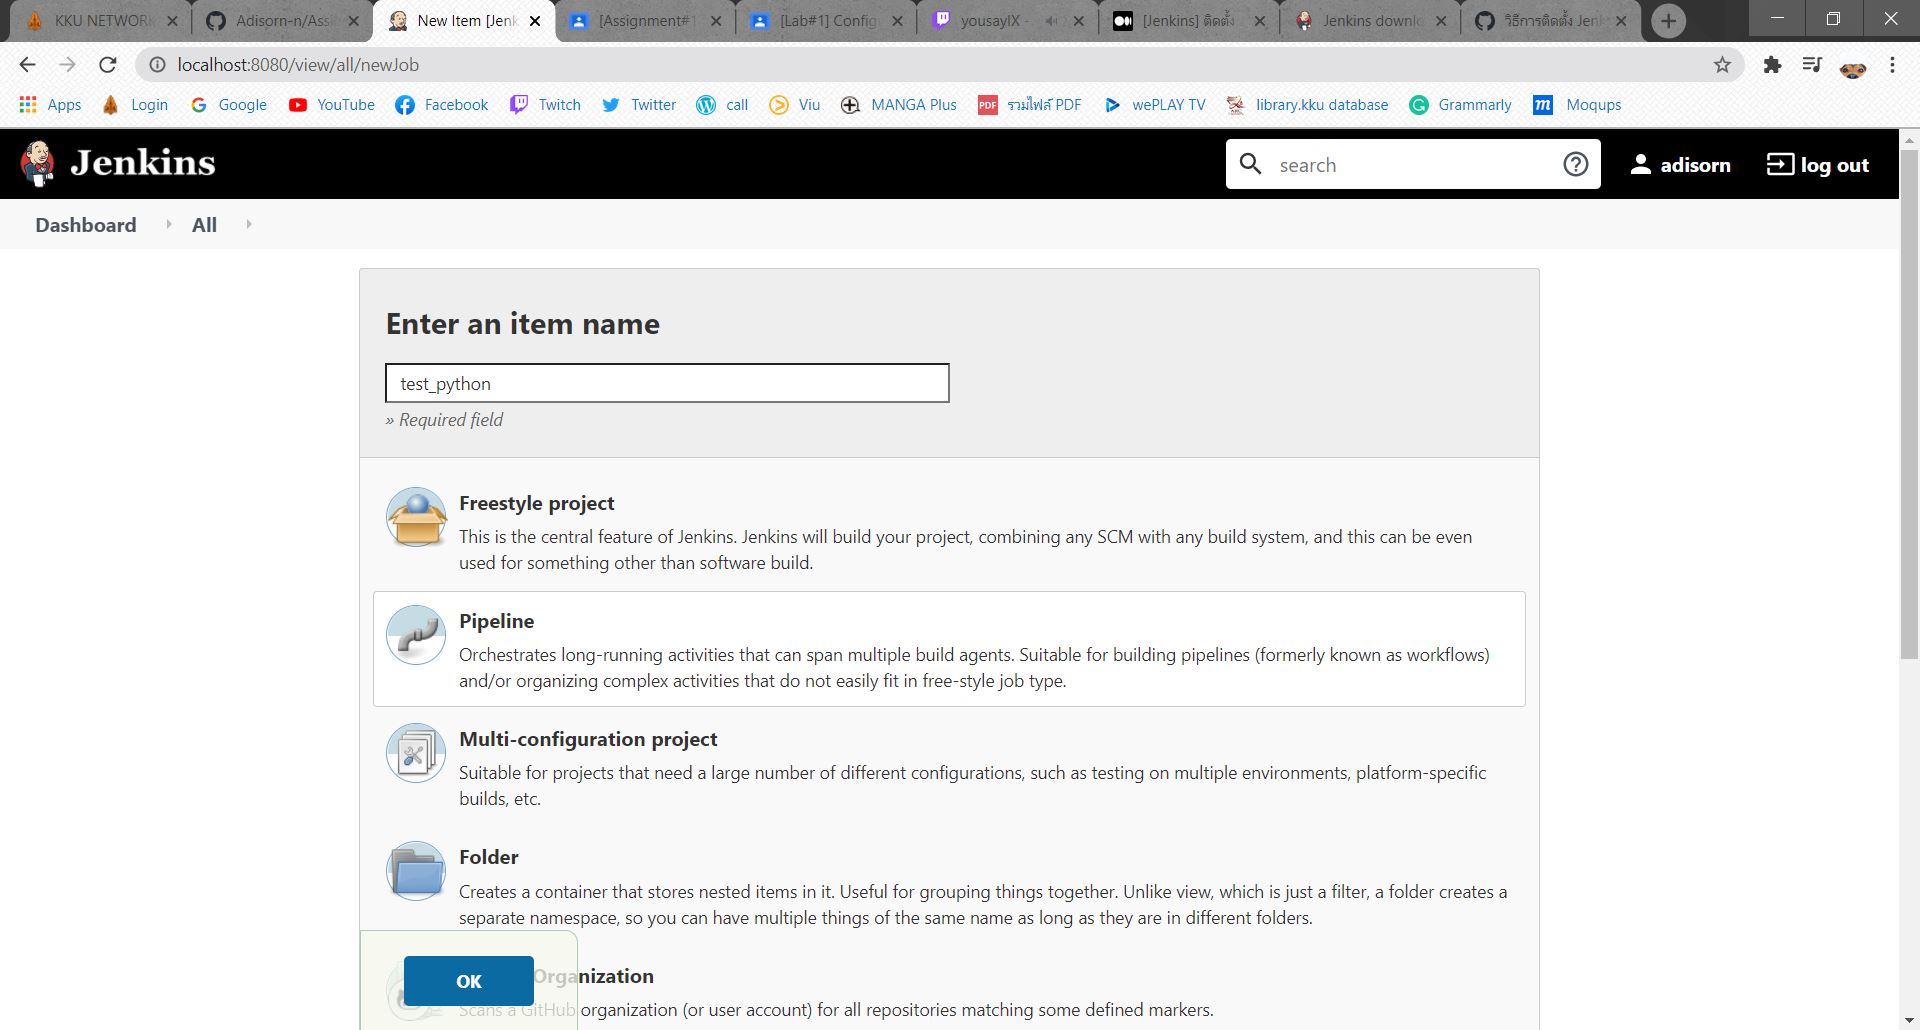 KKU NETWORK
Adisorn-n/Assi
New Item [Jenk
[Assignment#1
[Lab#1] Config
yousayIX -
[Jenkins] ติดตั้ง
Jenkins downlo
วิธีการติดตั้ง Jenk
localhost:8080/view/all/newJob
Apps Login Google YouTube Facebook Twitch Twitter call Viu MANGA Plus PDF รวมไฟล์ PDF wePLAY TV library.kku database Grammarly m Moqups
Jenkins
search
adisorn
log out
Dashboard All
Enter an item name
test_python
» Required field
Freestyle project
This is the central feature of Jenkins. Jenkins will build your project, combining any SCM with any build system, and this can be even
used for something other than software build.
Pipeline
Orchestrates long-running activities that can span multiple build agents. Suitable for building pipelines (formerly known as workflows)
and/or organizing complex activities that do not easily fit in free-style job type.
Multi-configuration project
Suitable for projects that need a large number of different configurations, such as testing on multiple environments, platform-specific
builds, etc.
Folder
Creates a container that stores nested items in it. Useful for grouping things together. Unlike view, which is just a filter, a folder creates a
separate namespace, so you can have multiple things of the same name as long as they are in different folders.
OK
Organization
Scans a GitHub organization (or user account) for all repositories matching some defined markers.